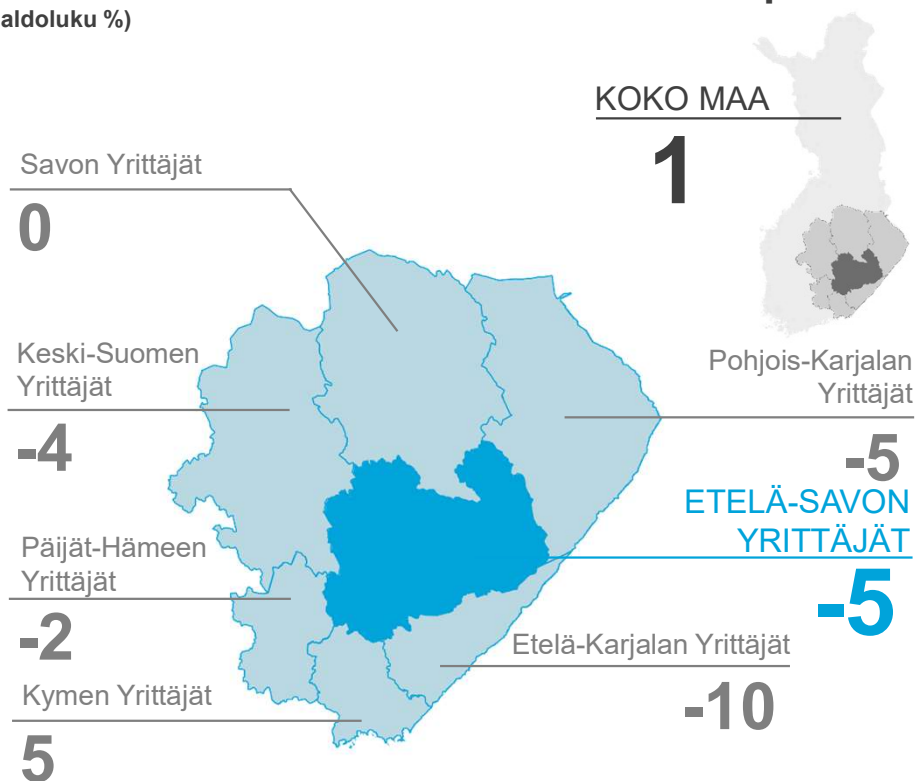 aldoluku %)
KOKO MAA
1
Savon Yrittäjät
0
Keski-Suomen
Yrittäjät
-4
Pohjois-Karjalan
Yrittäjät
-5
ETELÄ-SAVON
YRITTÄJÄT
-5
Päijät-Hämeen
Yrittäjät
-2
Etelä-Karjalan Yrittäjät
-10
Kymen Yrittäjät
5